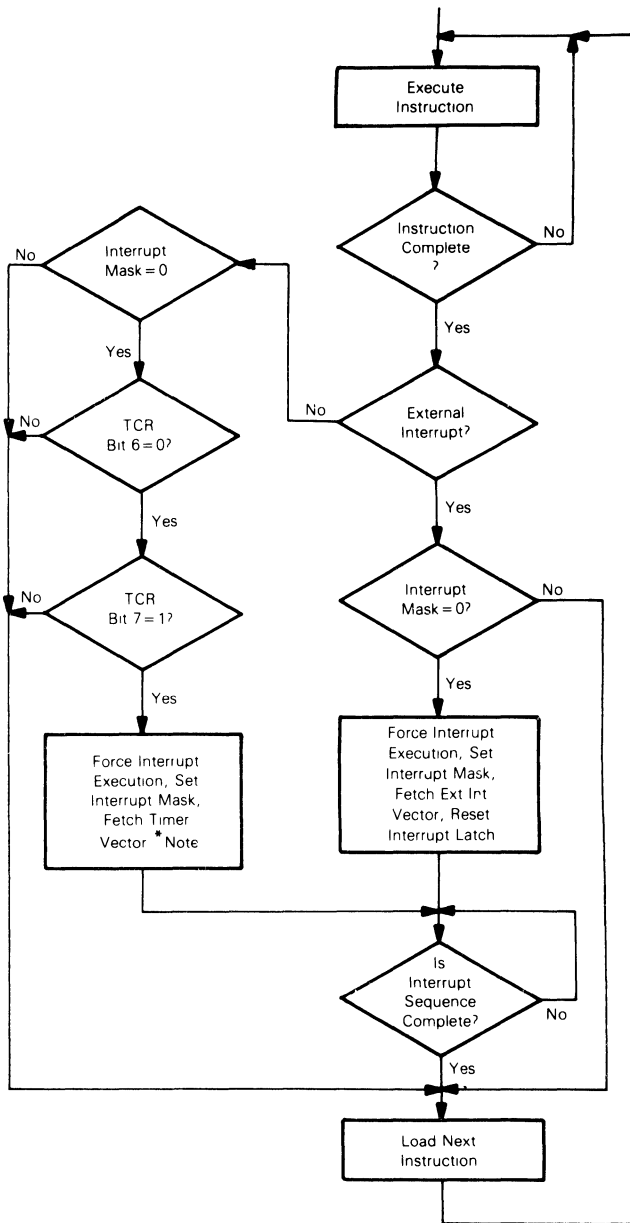 Execute
Instruction
Instruction
Complete
?
No
Yes
External
Interrupt?
No
Yes
Interrupt
Mask = 0
No
Yes
TCR
Bit 6 = 0?
No
Yes
TCR
Bit 7 = 1?
No
Yes
Force Interrupt
Execution, Set
Interrupt Mask,
Fetch Timer
Vector * Note
Interrupt
Mask = 0?
No
Yes
Force Interrupt
Execution, Set
Interrupt Mask,
Fetch Ext Int
Vector, Reset
Interrupt Latch
Is
Interrupt
Sequence
Complete?
No
Yes
Load Next
Instruction